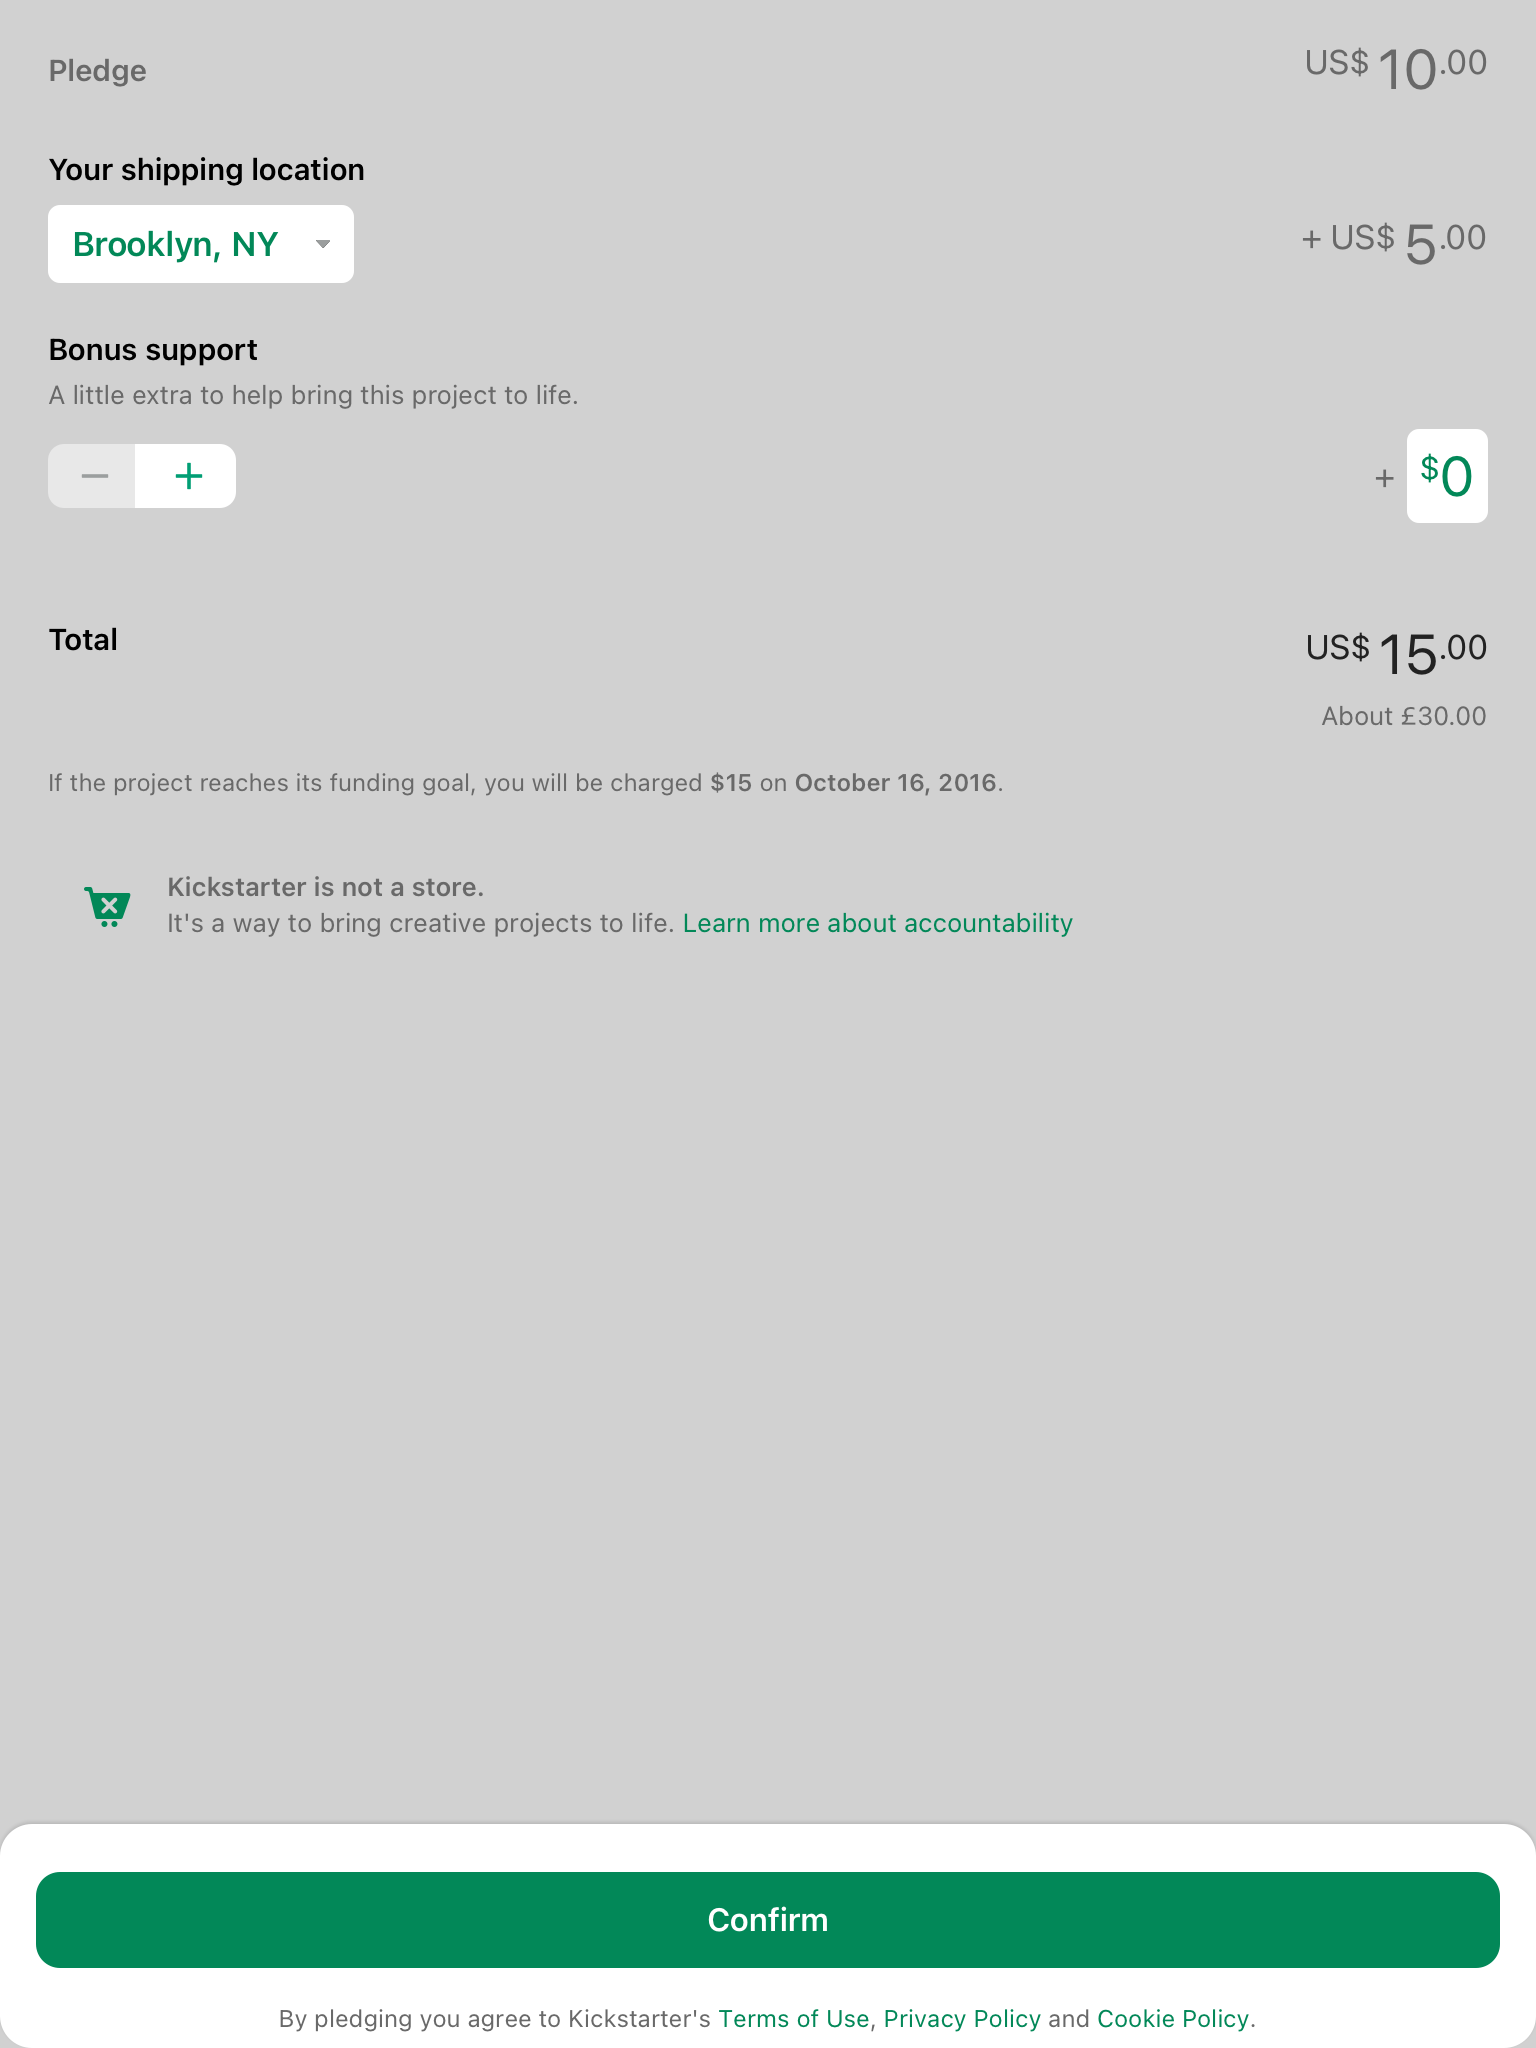 Pledge US$ 10.00
Your shipping location
Brooklyn, NY + US$ 5.00
Bonus support
A little extra to help bring this project to life.
− + + $0
Total US$ 15.00
About £30.00
If the project reaches its funding goal, you will be charged $15 on October 16, 2016.
Kickstarter is not a store.
It's a way to bring creative projects to life. Learn more about accountability
Confirm
By pledging you agree to Kickstarter's Terms of Use, Privacy Policy and Cookie Policy.